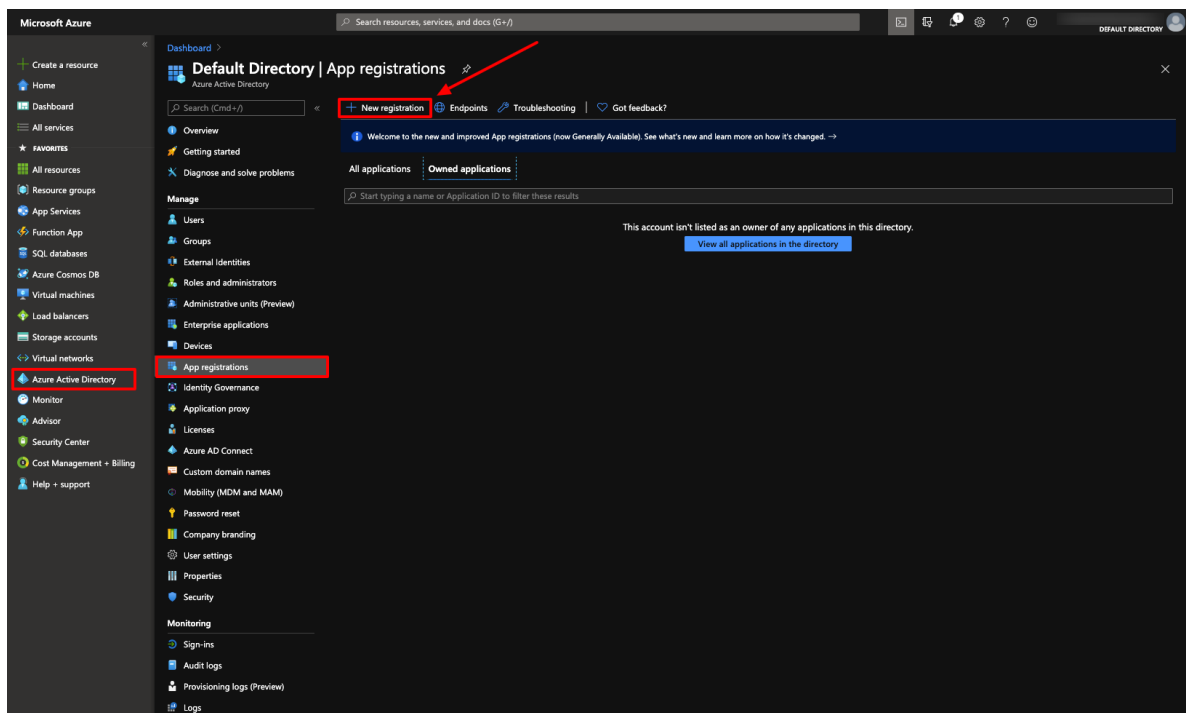 Microsoft Azure
Search resources, services, and docs (G+/)
1
DEFAULT DIRECTORY
Create a resource
Home
Dashboard
All services
FAVORITES
All resources
Resource groups
App Services
Function App
SQL databases
Azure Cosmos DB
Virtual machines
Load balancers
Storage accounts
Virtual networks
Azure Active Directory
Monitor
Advisor
Security Center
Cost Management + Billing
Help + support
Dashboard >
Default Directory | App registrations
Azure Active Directory
Search (Cmd+/)
Overview
Getting started
Diagnose and solve problems
Manage
Users
Groups
External Identities
Roles and administrators
Administrative units (Preview)
Enterprise applications
Devices
App registrations
Identity Governance
Application proxy
Licenses
Azure AD Connect
Custom domain names
Mobility (MDM and MAM)
Password reset
Company branding
User settings
Properties
Security
Monitoring
Sign-ins
Audit logs
Provisioning logs (Preview)
Logs
New registration Endpoints Troubleshooting Got feedback?
Welcome to the new and improved App registrations (now Generally Available). See what's new and learn more on how it's changed. →
All applications Owned applications
Start typing a name or Application ID to filter these results
This account isn't listed as an owner of any applications in this directory.
View all applications in the directory